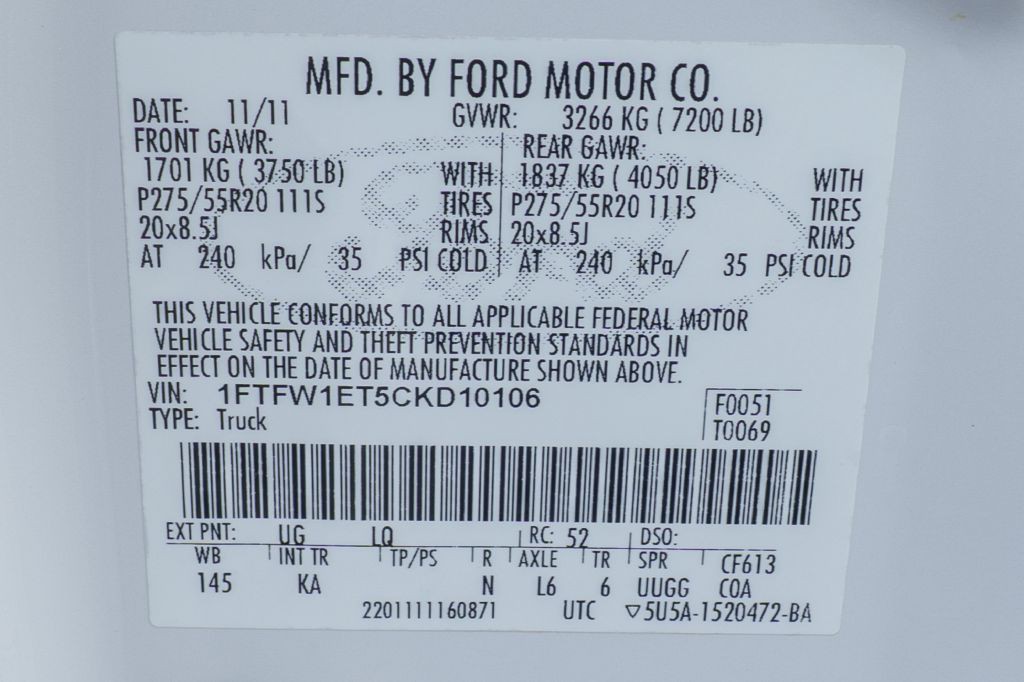 MFD. BY FORD MOTOR CO.
DATE: 11/11 GVWR: 3266 KG ( 7200 LB)
FRONT GAWR: REAR GAWR:
1701 KG ( 3750 LB) WITH 1837 KG ( 4050 LB) WITH
P275/55R20 111S TIRES P275/55R20 111S TIRES
20x8.5J RIMS 20x8.5J RIMS
AT 240 kPa/ 35 PSI COLD AT 240 kPa/ 35 PSI COLD
THIS VEHICLE CONFORMS TO ALL APPLICABLE FEDERAL MOTOR
VEHICLE SAFETY AND THEFT PREVENTION STANDARDS IN
EFFECT ON THE DATE OF MANUFACTURE SHOWN ABOVE.
VIN: 1FTFW1ET5CKD10106 F0051
TYPE: Truck T0069
EXT PNT: UG LQ RC: 52 DSO:
WB INT TR TP/PS R AXLE TR SPR CF613
145 KA N L6 6 UUGG COA
2201111160871 UTC ▽5U5A-1520472-BA